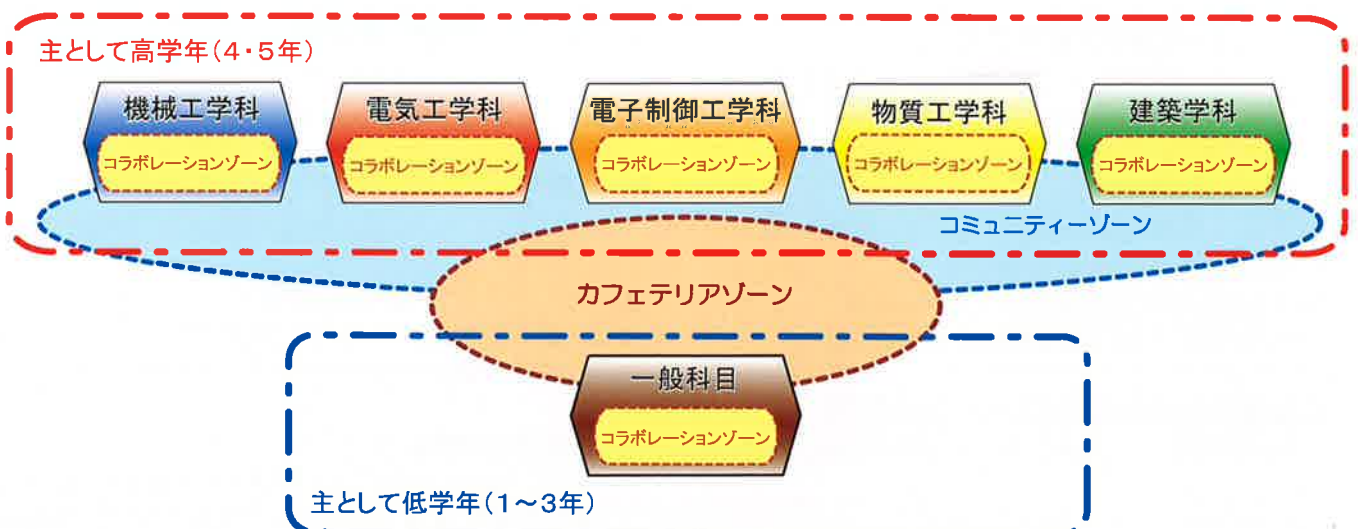 主として高学年(4・5年)
機械工学科
電気工学科
電子制御工学科
物質工学科
建築学科
コラボレーションゾーン
コラボレーションゾーン
コラボレーションゾーン
コラボレーションゾーン
コラボレーションゾーン
コミュニティーゾーン
カフェテリアゾーン
一般科目
コラボレーションゾーン
主として低学年(1~3年)